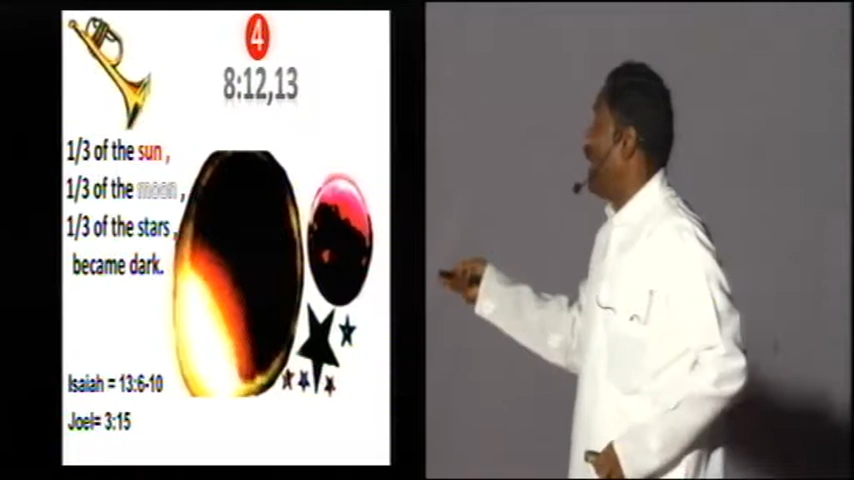 4
8:12,13
1/3 of the sun ,
1/3 of the moon ,
1/3 of the stars ,
became dark.
Isaiah = 13:6-10
Joel= 3:15